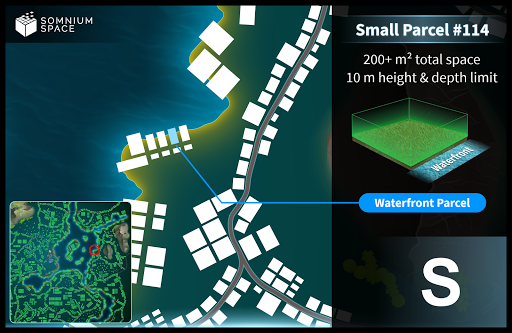 SOMNIUM
SPACE
Small Parcel #114
200+ m² total space
10 m height & depth limit
Waterfront
Waterfront Parcel
S